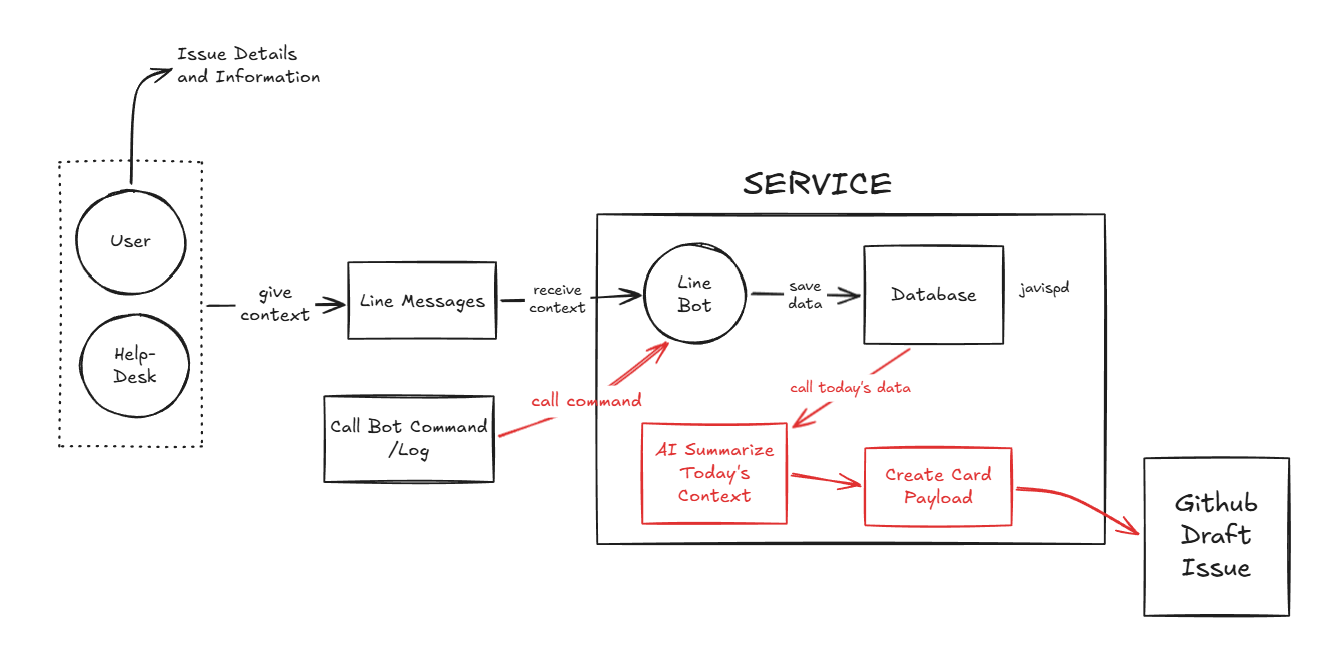 Issue Details
and Information
SERVICE
User
Help-
Desk
give
context
Line Messages
receive
context
Line
Bot
save
data
Database
javispd
Call Bot Command
/Log
call command
call today's data
AI Summarize
Today's
Context
Create Card
Payload
Github
Draft
Issue